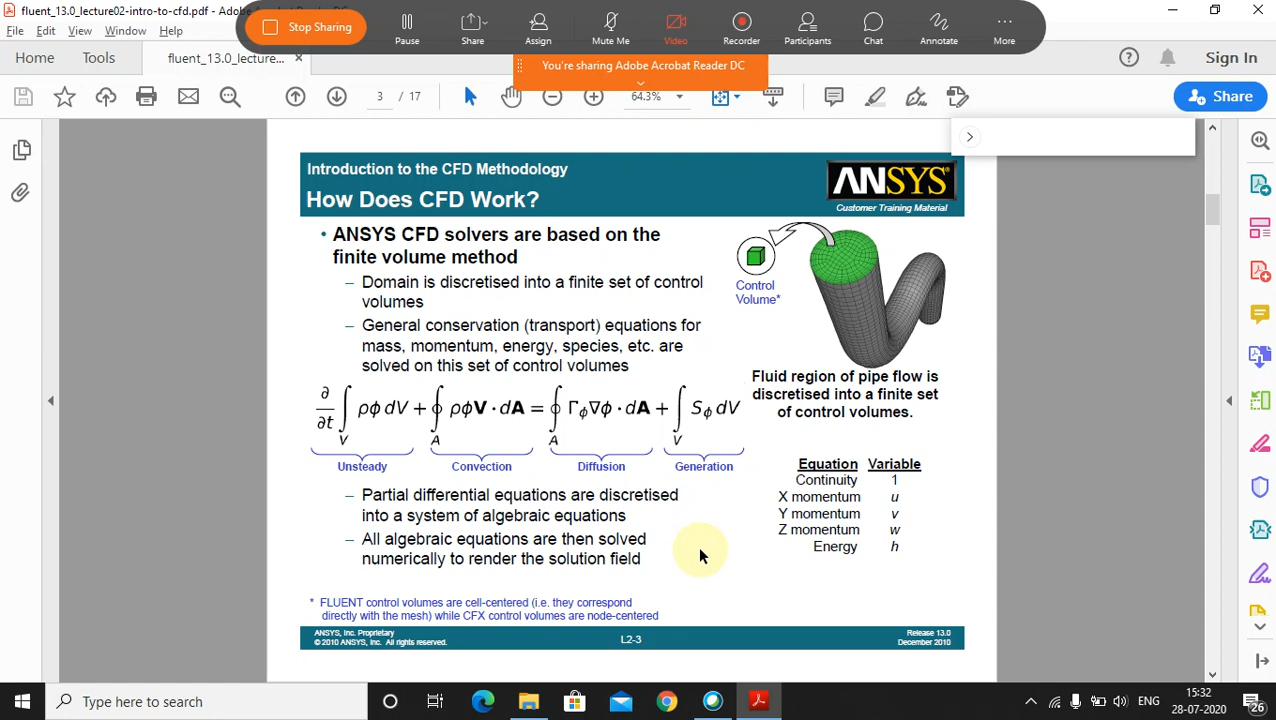 fluent_13.0_lecture02-intro-to-cfd.pdf
File Edit View Window Help
Stop Sharing
Pause Share Assign Mute Me Video Recorder Participants Chat Annotate More
You're sharing Adobe Acrobat Reader DC
Home Tools fluent_13.0_lecture... × Sign In
3 / 17 64.3% Share
Introduction to the CFD Methodology
How Does CFD Work?
ANSYS
Customer Training Material
• ANSYS CFD solvers are based on the
finite volume method
– Domain is discretised into a finite set of control
volumes
– General conservation (transport) equations for
mass, momentum, energy, species, etc. are
solved on this set of control volumes
Control
Volume*
Fluid region of pipe flow is
discretised into a finite set
of control volumes.
∂/∂t ∫V ρϕ dV + ∮A ρϕV · dA = ∮A Γϕ∇ϕ · dA + ∫V Sϕ dV
Unsteady Convection Diffusion Generation
Equation Variable
Continuity 1
X momentum u
Y momentum v
Z momentum w
Energy h
– Partial differential equations are discretised
into a system of algebraic equations
– All algebraic equations are then solved
numerically to render the solution field
* FLUENT control volumes are cell-centered (i.e. they correspond
directly with the mesh) while CFX control volumes are node-centered
ANSYS, Inc. Proprietary
© 2010 ANSYS, Inc. All rights reserved.
L2-3
Release 13.0
December 2010
Type here to search
ENG
15:32
28-07-2020
26